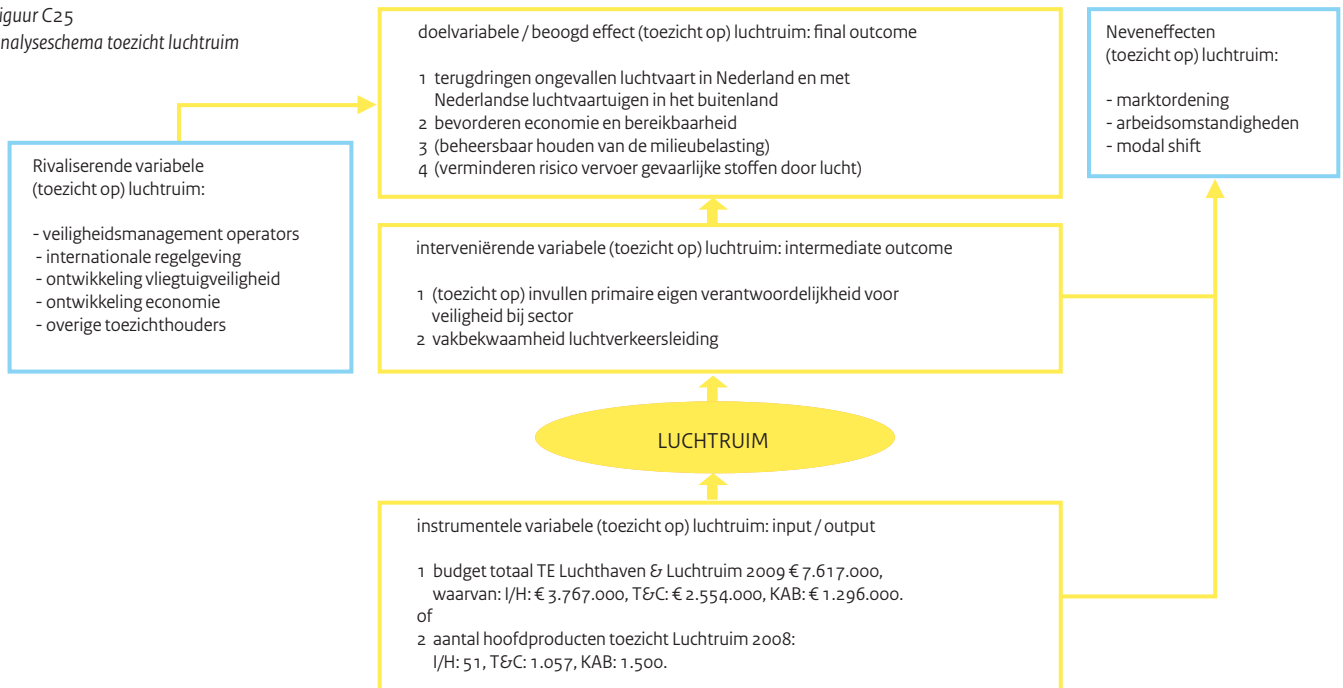 iguur C25
nalyseschema toezicht luchtruim
doelvariabele / beoogd effect (toezicht op) luchtruim: final outcome
1 terugdringen ongevallen luchtvaart in Nederland en met
Nederlandse luchtvaartuigen in het buitenland
2 bevorderen economie en bereikbaarheid
3 (beheersbaar houden van de milieubelasting)
4 (verminderen risico vervoer gevaarlijke stoffen door lucht)
Neveneffecten
(toezicht op) luchtruim:
- marktordening
- arbeidsomstandigheden
- modal shift
Rivaliserende variabele
(toezicht op) luchtruim:
- veiligheidsmanagement operators
- internationale regelgeving
- ontwikkeling vliegtuigveiligheid
- ontwikkeling economie
- overige toezichthouders
interveniërende variabele (toezicht op) luchtruim: intermediate outcome
1 (toezicht op) invullen primaire eigen verantwoordelijkheid voor
veiligheid bij sector
2 vakbekwaamheid luchtverkeersleiding
LUCHTRUIM
instrumentele variabele (toezicht op) luchtruim: input / output
1 budget totaal TE Luchthaven & Luchtruim 2009 € 7.617.000,
waarvan: I/H: € 3.767.000, T&C: € 2.554.000, KAB: € 1.296.000.
of
2 aantal hoofdproducten toezicht Luchtruim 2008:
I/H: 51, T&C: 1.057, KAB: 1.500.